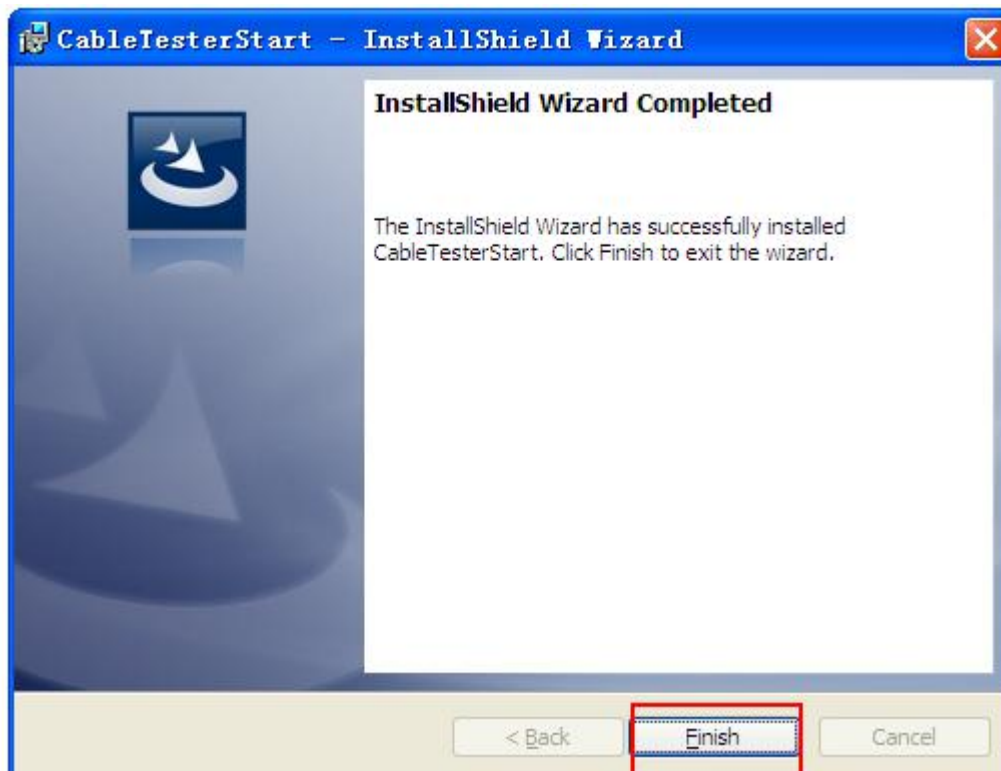 CableTesterStart - InstallShield Wizard
InstallShield Wizard Completed
The InstallShield Wizard has successfully installed
CableTesterStart. Click Finish to exit the wizard.
< Back
Finish
Cancel